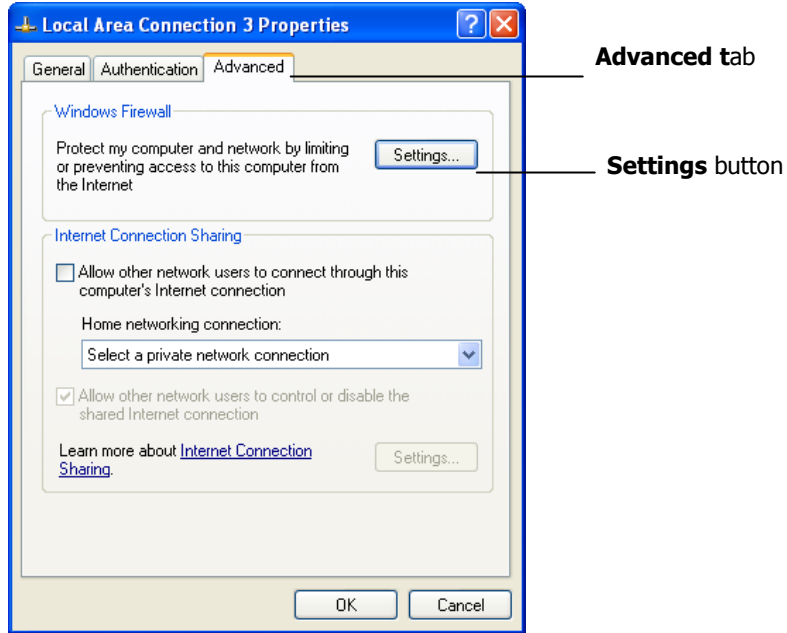 Local Area Connection 3 Properties
General Authentication Advanced
Advanced tab
Windows Firewall
Protect my computer and network by limiting
or preventing access to this computer from
the Internet
Settings...
Settings button
Internet Connection Sharing
Allow other network users to connect through this
computer's Internet connection
Home networking connection:
Select a private network connection
Allow other network users to control or disable the
shared Internet connection
Learn more about Internet Connection
Sharing.
Settings...
OK Cancel